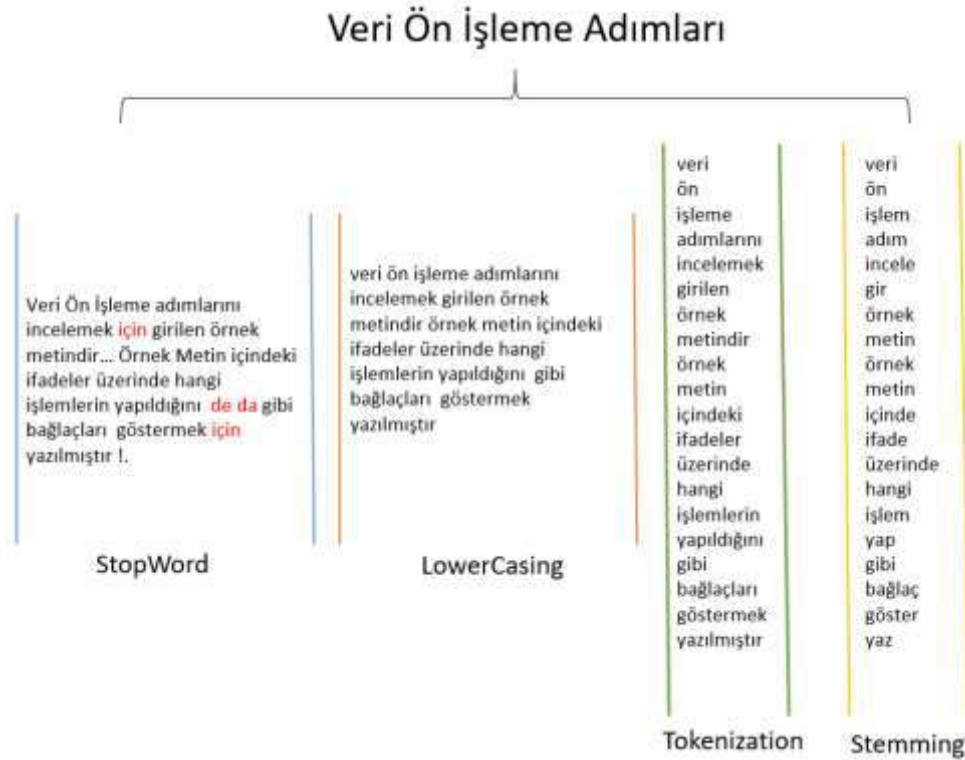 Veri Ön İşleme Adımları
Veri Ön İşleme adımlarını
incelemek için girilen örnek
metindir... Örnek Metin içindeki
ifadeler üzerinde hangi
işlemlerin yapıldığını de da gibi
bağlaçları göstermek için
yazılmıştır !.
StopWord
veri ön işleme adımlarını
incelemek girilen örnek
metindir örnek metin içindeki
ifadeler üzerinde hangi
işlemlerin yapıldığını gibi
bağlaçları göstermek
yazılmıştır
LowerCasing
veri
ön
işleme
adımlarını
incelemek
girilen
örnek
metindir
örnek
metin
içindeki
ifadeler
üzerinde
hangi
işlemlerin
yapıldığını
gibi
bağlaçları
göstermek
yazılmıştır
Tokenization
veri
ön
işlem
adım
incele
gir
örnek
metin
örnek
metin
içinde
ifade
üzerinde
hangi
işlem
yap
gibi
bağlaç
göster
yaz
Stemming